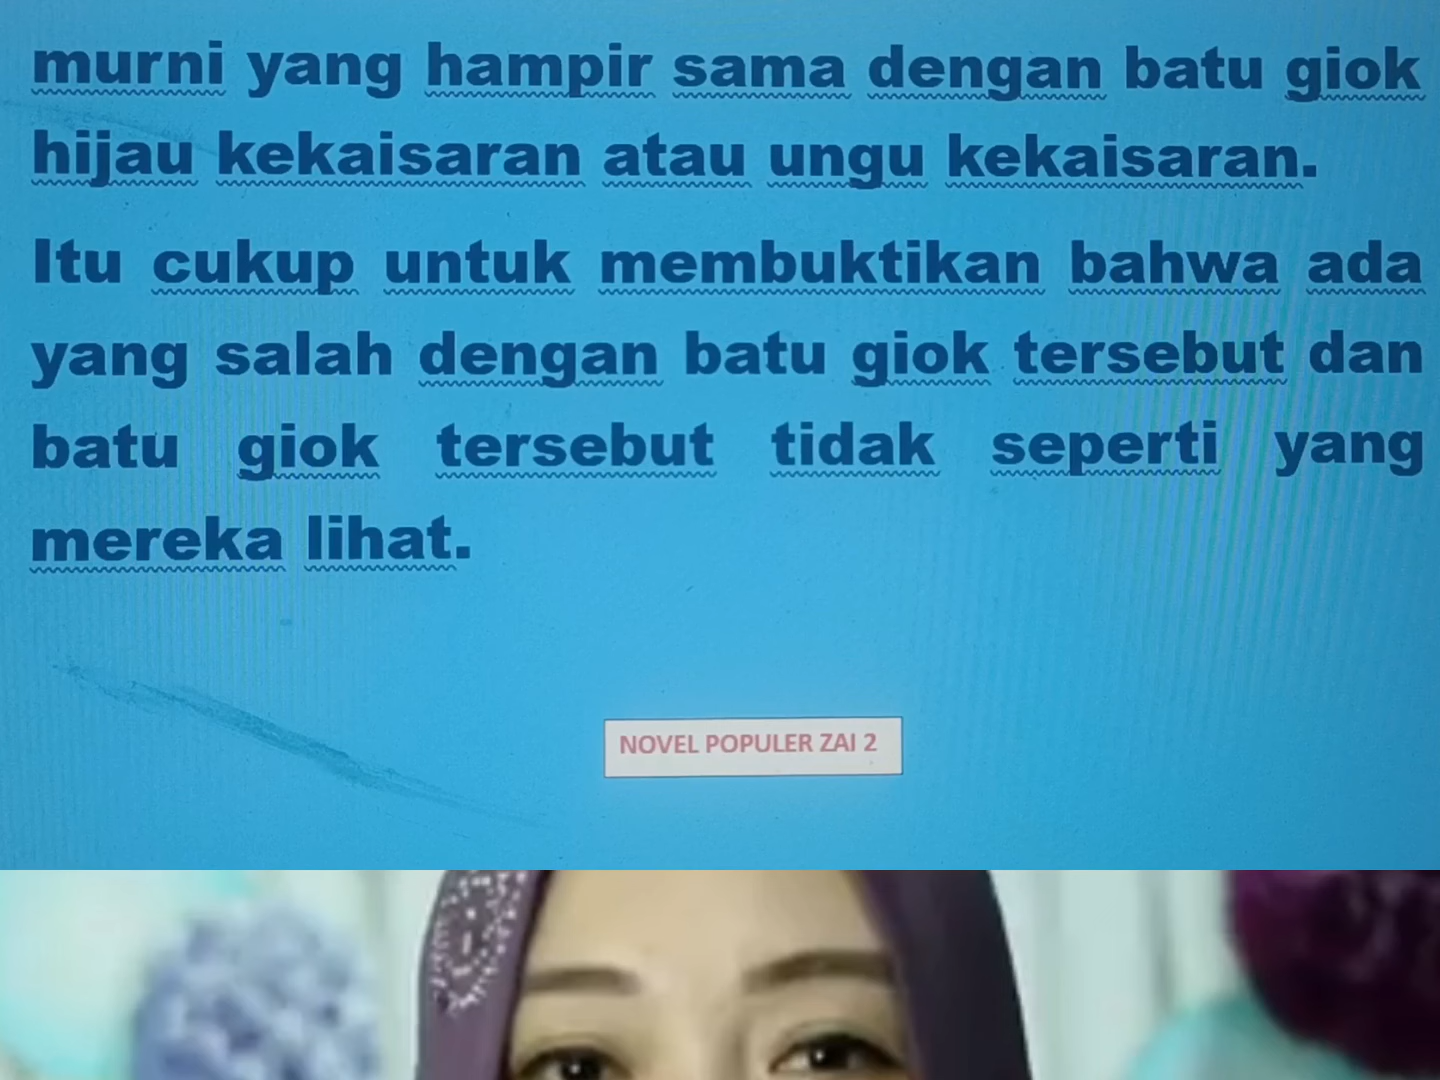 murni yang hampir sama dengan batu giok
hijau kekaisaran atau ungu kekaisaran.
Itu cukup untuk membuktikan bahwa ada
yang salah dengan batu giok tersebut dan
batu giok tersebut tidak seperti yang
mereka lihat.
NOVEL POPULER ZAI 2